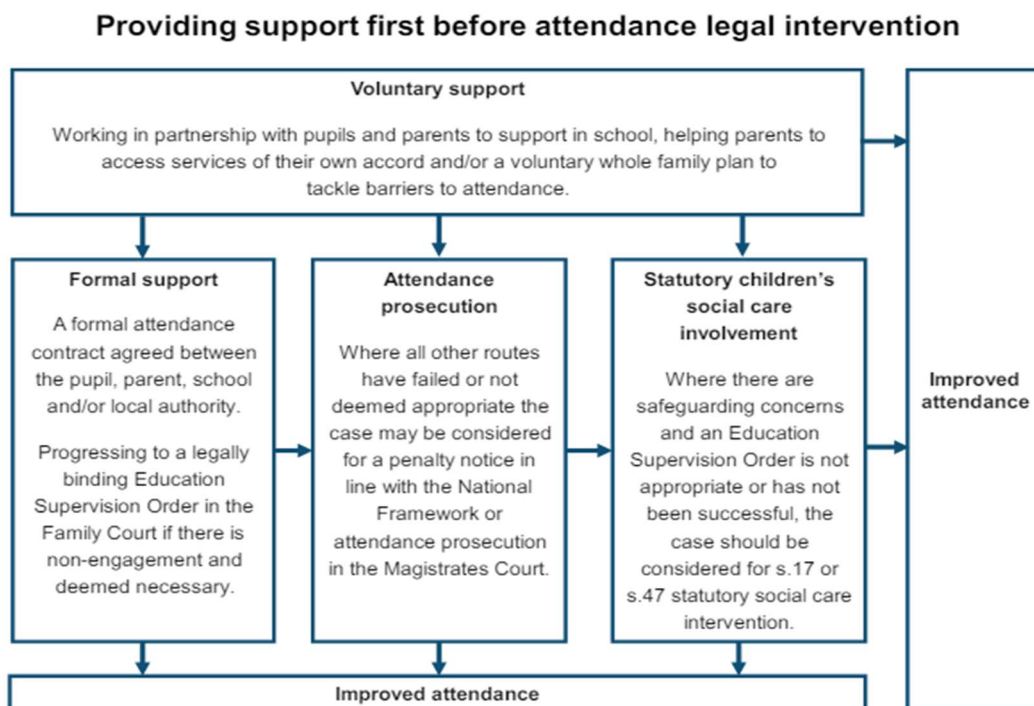 Providing support first before attendance legal intervention
Voluntary support
Working in partnership with pupils and parents to support in school, helping parents to
access services of their own accord and/or a voluntary whole family plan to
tackle barriers to attendance.
Formal support
A formal attendance
contract agreed between
the pupil, parent, school
and/or local authority.
Progressing to a legally
binding Education
Supervision Order in the
Family Court if there is
non-engagement and
deemed necessary.
Attendance
prosecution
Where all other routes
have failed or not
deemed appropriate the
case may be considered
for a penalty notice in
line with the National
Framework or
attendance prosecution
in the Magistrates Court.
Statutory children's
social care
involvement
Where there are
safeguarding concerns
and an Education
Supervision Order is not
appropriate or has not
been successful, the
case should be
considered for s.17 or
s.47 statutory social care
intervention.
Improved
attendance
Improved attendance